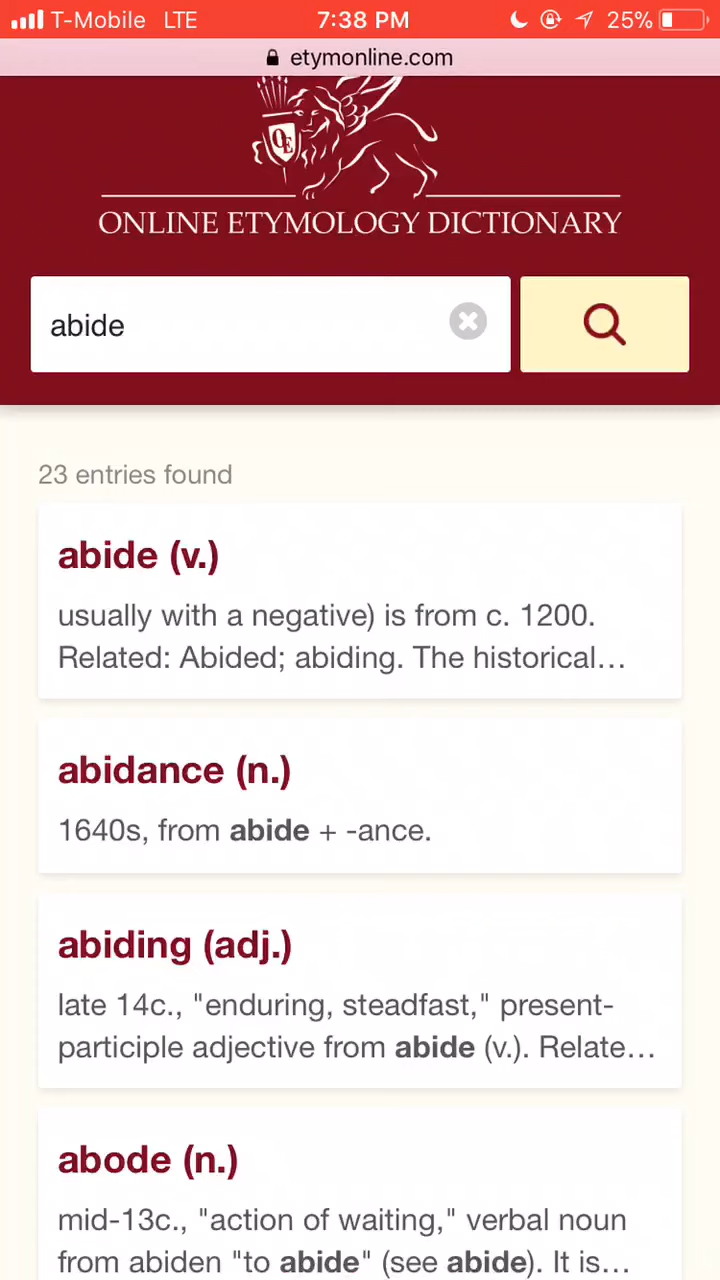 T-Mobile LTE 7:38 PM 25%
etymonline.com
OE
ONLINE ETYMOLOGY DICTIONARY
abide
23 entries found
abide (v.)
usually with a negative) is from c. 1200.
Related: Abided; abiding. The historical…
abidance (n.)
1640s, from abide + -ance.
abiding (adj.)
late 14c., "enduring, steadfast," present-
participle adjective from abide (v.). Relate…
abode (n.)
mid-13c., "action of waiting," verbal noun
from abiden "to abide" (see abide). It is…